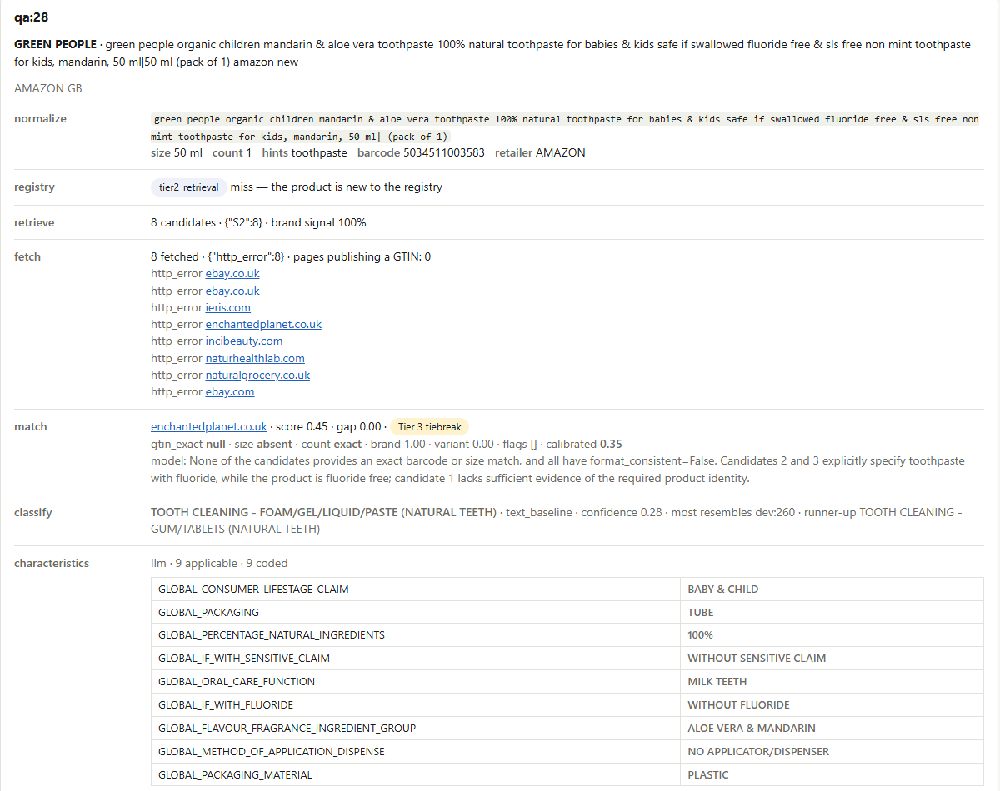 qa:28
GREEN PEOPLE · green people organic children mandarin & aloe vera toothpaste 100% natural toothpaste for babies & kids safe if swallowed fluoride free & sls free non mint toothpaste
for kids, mandarin, 50 ml|50 ml (pack of 1) amazon new
AMAZON GB
normalize
green people organic children mandarin & aloe vera toothpaste 100% natural toothpaste for babies & kids safe if swallowed fluoride free & sls free non
mint toothpaste for kids, mandarin, 50 ml| (pack of 1)
size 50 ml count 1 hints toothpaste barcode 5034511003583 retailer AMAZON
registry
tier2_retrieval miss — the product is new to the registry
retrieve
8 candidates · {"S2":8} · brand signal 100%
fetch
8 fetched · {"http_error":8} · pages publishing a GTIN: 0
http_error ebay.co.uk
http_error ebay.co.uk
http_error ieris.com
http_error enchantedplanet.co.uk
http_error incibeauty.com
http_error naturhealthlab.com
http_error naturalgrocery.co.uk
http_error ebay.com
match
enchantedplanet.co.uk · score 0.45 · gap 0.00 · Tier 3 tiebreak
gtin_exact null · size absent · count exact · brand 1.00 · variant 0.00 · flags [] · calibrated 0.35
model: None of the candidates provides an exact barcode or size match, and all have format_consistent=False. Candidates 2 and 3 explicitly specify toothpaste
with fluoride, while the product is fluoride free; candidate 1 lacks sufficient evidence of the required product identity.
classify
TOOTH CLEANING - FOAM/GEL/LIQUID/PASTE (NATURAL TEETH) · text_baseline · confidence 0.28 · most resembles dev:260 · runner-up TOOTH CLEANING -
GUM/TABLETS (NATURAL TEETH)
characteristics
llm · 9 applicable · 9 coded
GLOBAL_CONSUMER_LIFESTAGE_CLAIM BABY & CHILD
GLOBAL_PACKAGING TUBE
GLOBAL_PERCENTAGE_NATURAL_INGREDIENTS 100%
GLOBAL_IF_WITH_SENSITIVE_CLAIM WITHOUT SENSITIVE CLAIM
GLOBAL_ORAL_CARE_FUNCTION MILK TEETH
GLOBAL_IF_WITH_FLUORIDE WITHOUT FLUORIDE
GLOBAL_FLAVOUR_FRAGRANCE_INGREDIENT_GROUP ALOE VERA & MANDARIN
GLOBAL_METHOD_OF_APPLICATION_DISPENSE NO APPLICATOR/DISPENSER
GLOBAL_PACKAGING_MATERIAL PLASTIC